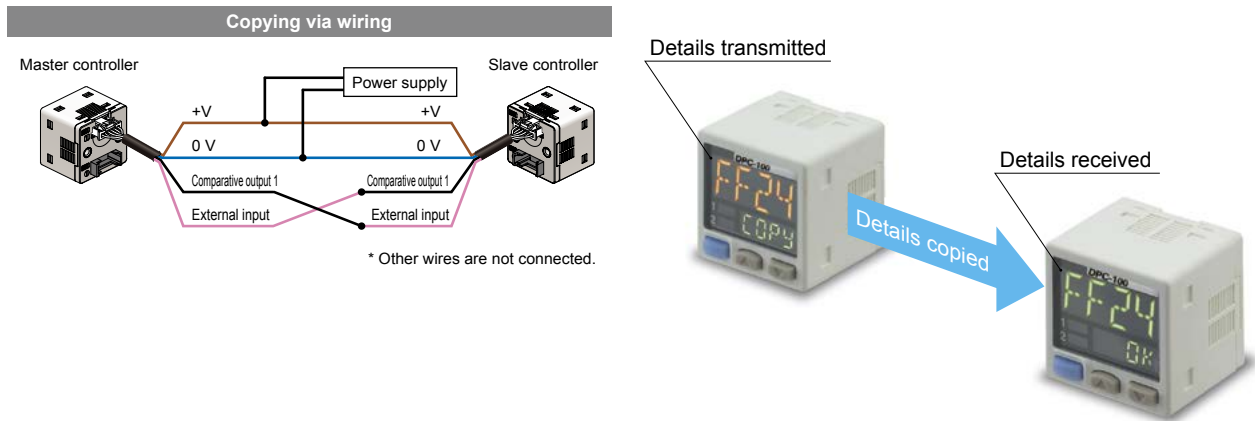 Copying via wiring
Master controller
Slave controller
Power supply
+V
+V
0 V
0 V
Comparative output 1
Comparative output 1
External input
External input
* Other wires are not connected.
Details transmitted
DPC-100
FF24
1
2
COPY
Details copied
Details received
DPC-100
FF24
1
2
OK